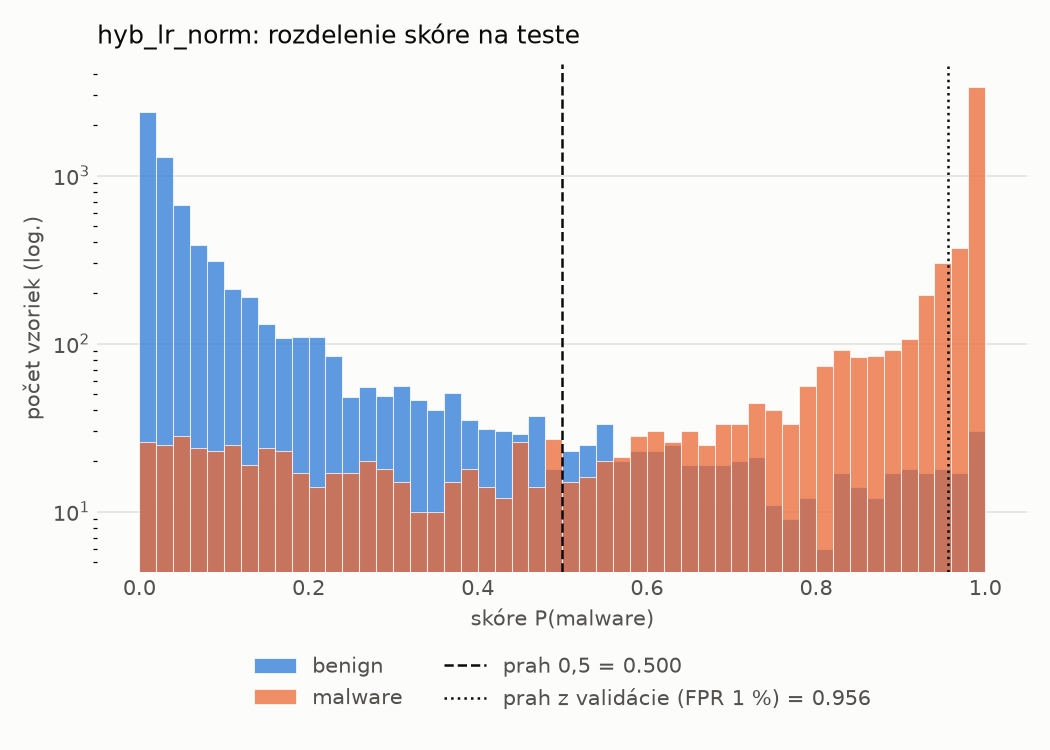 hyb_lr_norm: rozdelenie skóre na teste
počet vzoriek (log.)
10³
10²
10¹
0.0 0.2 0.4 0.6 0.8 1.0
skóre P(malware)
benign
malware
prah 0,5 = 0.500
prah z validácie (FPR 1 %) = 0.956